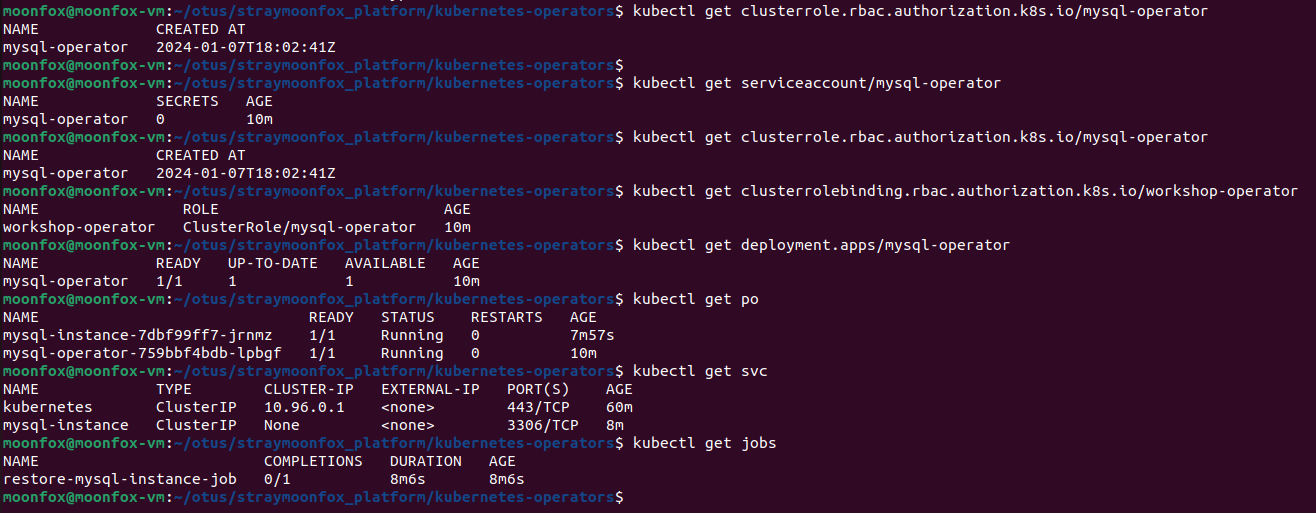 moonfox@moonfox-vm:~/otus/straymoonfox_platform/kubernetes-operators$ kubectl get clusterrole.rbac.authorization.k8s.io/mysql-operator
NAME             CREATED AT
mysql-operator   2024-01-07T18:02:41Z
moonfox@moonfox-vm:~/otus/straymoonfox_platform/kubernetes-operators$
moonfox@moonfox-vm:~/otus/straymoonfox_platform/kubernetes-operators$ kubectl get serviceaccount/mysql-operator
NAME             SECRETS   AGE
mysql-operator   0         10m
moonfox@moonfox-vm:~/otus/straymoonfox_platform/kubernetes-operators$ kubectl get clusterrole.rbac.authorization.k8s.io/mysql-operator
NAME             CREATED AT
mysql-operator   2024-01-07T18:02:41Z
moonfox@moonfox-vm:~/otus/straymoonfox_platform/kubernetes-operators$ kubectl get clusterrolebinding.rbac.authorization.k8s.io/workshop-operator
NAME                ROLE                         AGE
workshop-operator   ClusterRole/mysql-operator   10m
moonfox@moonfox-vm:~/otus/straymoonfox_platform/kubernetes-operators$ kubectl get deployment.apps/mysql-operator
NAME             READY   UP-TO-DATE   AVAILABLE   AGE
mysql-operator   1/1     1            1           10m
moonfox@moonfox-vm:~/otus/straymoonfox_platform/kubernetes-operators$ kubectl get po
NAME                              READY   STATUS    RESTARTS   AGE
mysql-instance-7dbf99ff7-jrnmz    1/1     Running   0          7m57s
mysql-operator-759bbf4bdb-lpbgf   1/1     Running   0          10m
moonfox@moonfox-vm:~/otus/straymoonfox_platform/kubernetes-operators$ kubectl get svc
NAME             TYPE        CLUSTER-IP   EXTERNAL-IP   PORT(S)    AGE
kubernetes       ClusterIP   10.96.0.1    <none>        443/TCP    60m
mysql-instance   ClusterIP   None         <none>        3306/TCP   8m
moonfox@moonfox-vm:~/otus/straymoonfox_platform/kubernetes-operators$ kubectl get jobs
NAME                         COMPLETIONS   DURATION   AGE
restore-mysql-instance-job   0/1           8m6s       8m6s
moonfox@moonfox-vm:~/otus/straymoonfox_platform/kubernetes-operators$